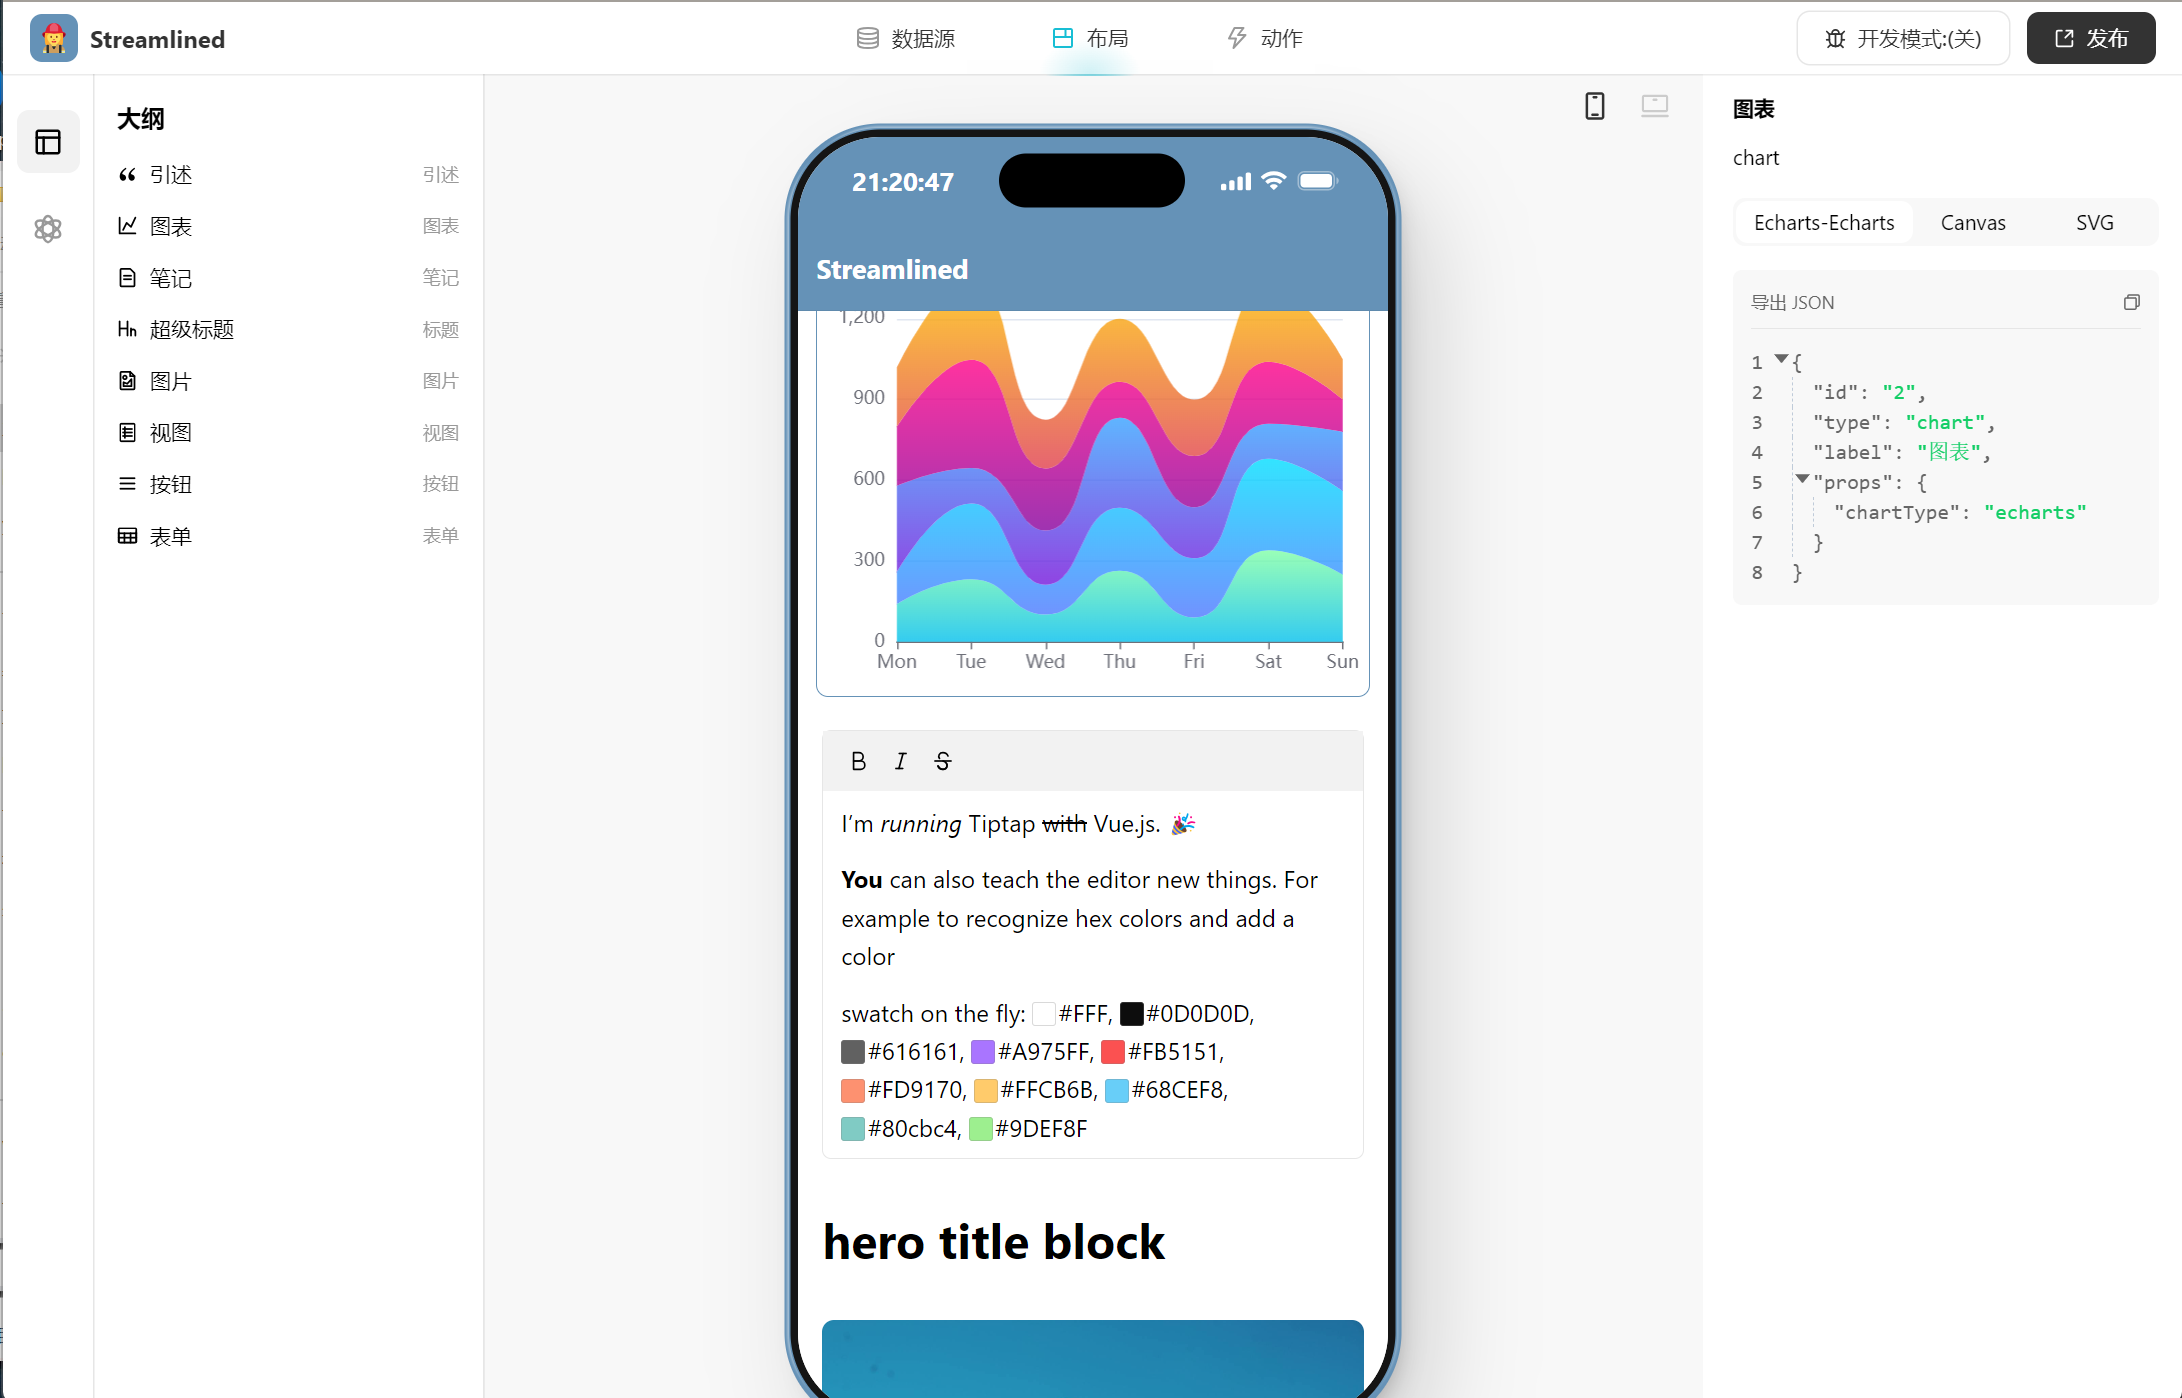 Streamlined
数据源
布局
动作
开发模式:(关)
发布
大纲
引述 引述
图表 图表
笔记 笔记
超级标题 标题
图片 图片
视图 视图
按钮 按钮
表单 表单
21:20:47
Streamlined
1,200
900
600
300
0
Mon Tue Wed Thu Fri Sat Sun
B I S
I’m running Tiptap with Vue.js. 🎉
You can also teach the editor new things. For
example to recognize hex colors and add a
color
swatch on the fly: #FFF, #0D0D0D,
#616161, #A975FF, #FB5151,
#FD9170, #FFCB6B, #68CEF8,
#80cbc4, #9DEF8F
hero title block
图表
chart
Echarts-Echarts Canvas SVG
导出 JSON
1 {
2 "id": "2",
3 "type": "chart",
4 "label": "图表",
5 "props": {
6 "chartType": "echarts"
7 }
8 }